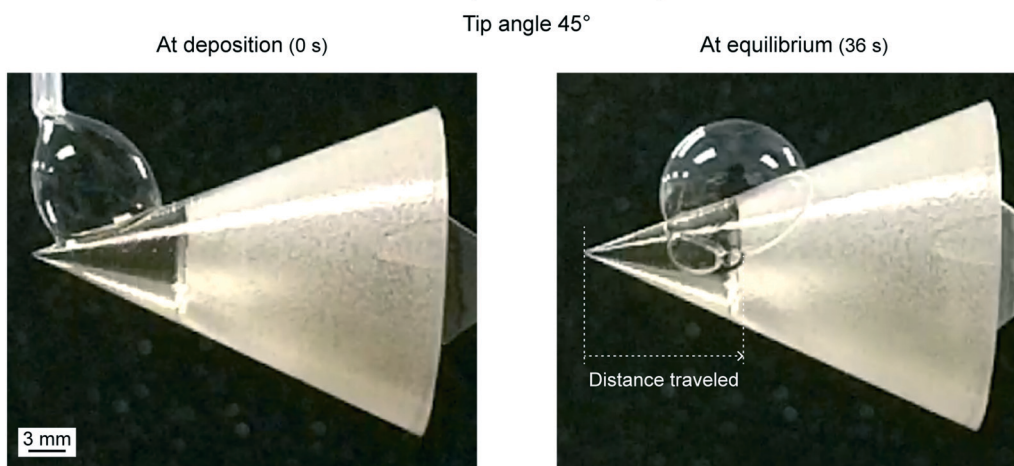 Tip angle 45°
At deposition (0 s)
At equilibrium (36 s)
Distance traveled
3 mm